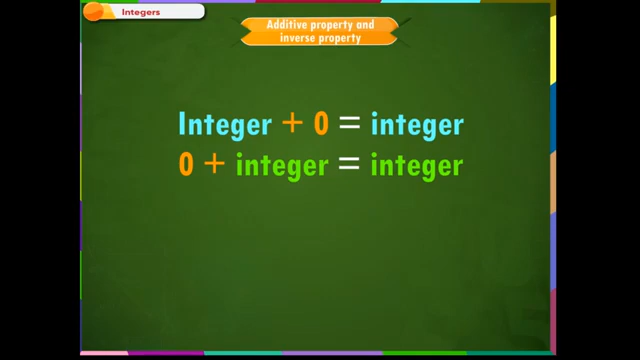 Integers
Additive property and
inverse property
Integer + 0 = integer
0 + integer = integer